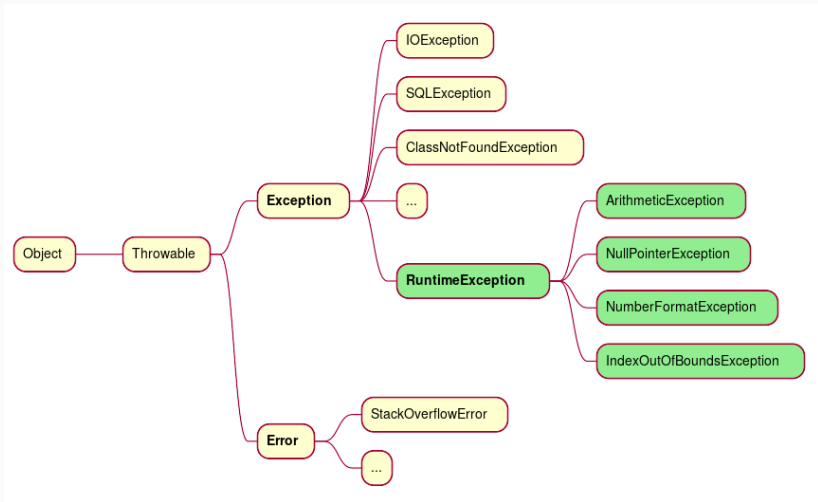 Object
Throwable
Exception
IOException
SQLException
ClassNotFoundException
...
RuntimeException
ArithmeticException
NullPointerException
NumberFormatException
IndexOutOfBoundsException
Error
StackOverflowError
...